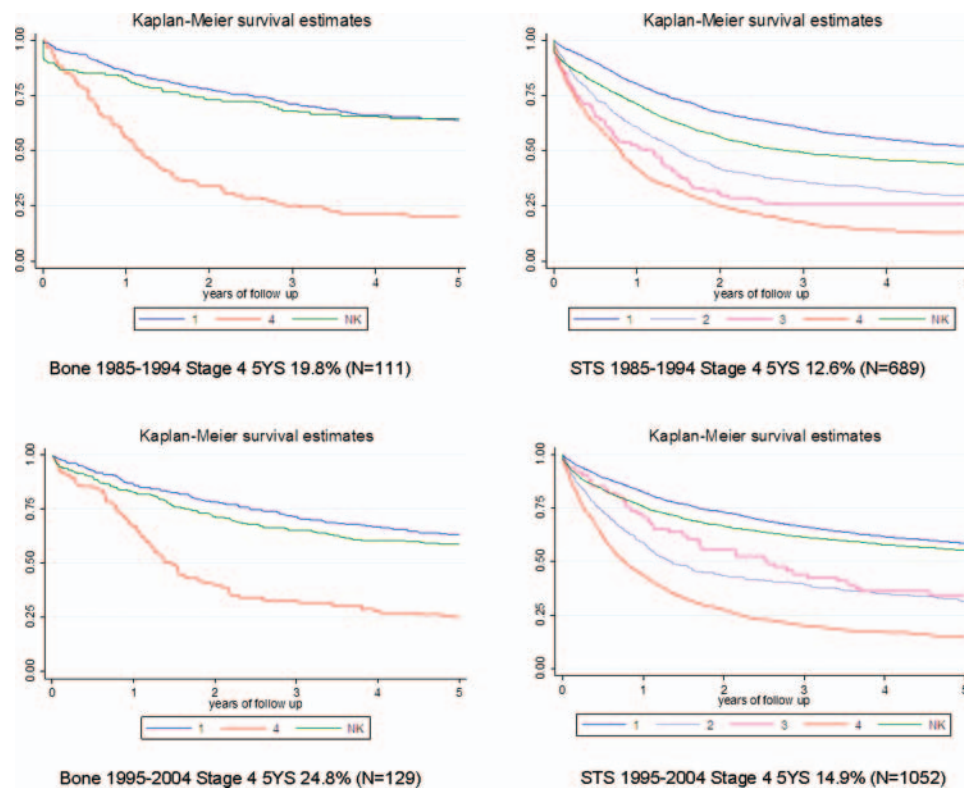 Kaplan-Meier survival estimates
1.00
0.75
0.50
0.25
0.00
0 1 2 3 4 5
years of follow up
1 4 NK
Bone 1985-1994 Stage 4 5YS 19.8% (N=111)
Kaplan-Meier survival estimates
1.00
0.75
0.50
0.25
0.00
0 1 2 3 4 5
years of follow up
1 2 3 4 NK
STS 1985-1994 Stage 4 5YS 12.6% (N=689)
Kaplan-Meier survival estimates
1.00
0.75
0.50
0.25
0.00
0 1 2 3 4 5
years of follow up
1 4 NK
Bone 1995-2004 Stage 4 5YS 24.8% (N=129)
Kaplan-Meier survival estimates
1.00
0.75
0.50
0.25
0.00
0 1 2 3 4 5
years of follow up
1 2 3 4 NK
STS 1995-2004 Stage 4 5YS 14.9% (N=1052)